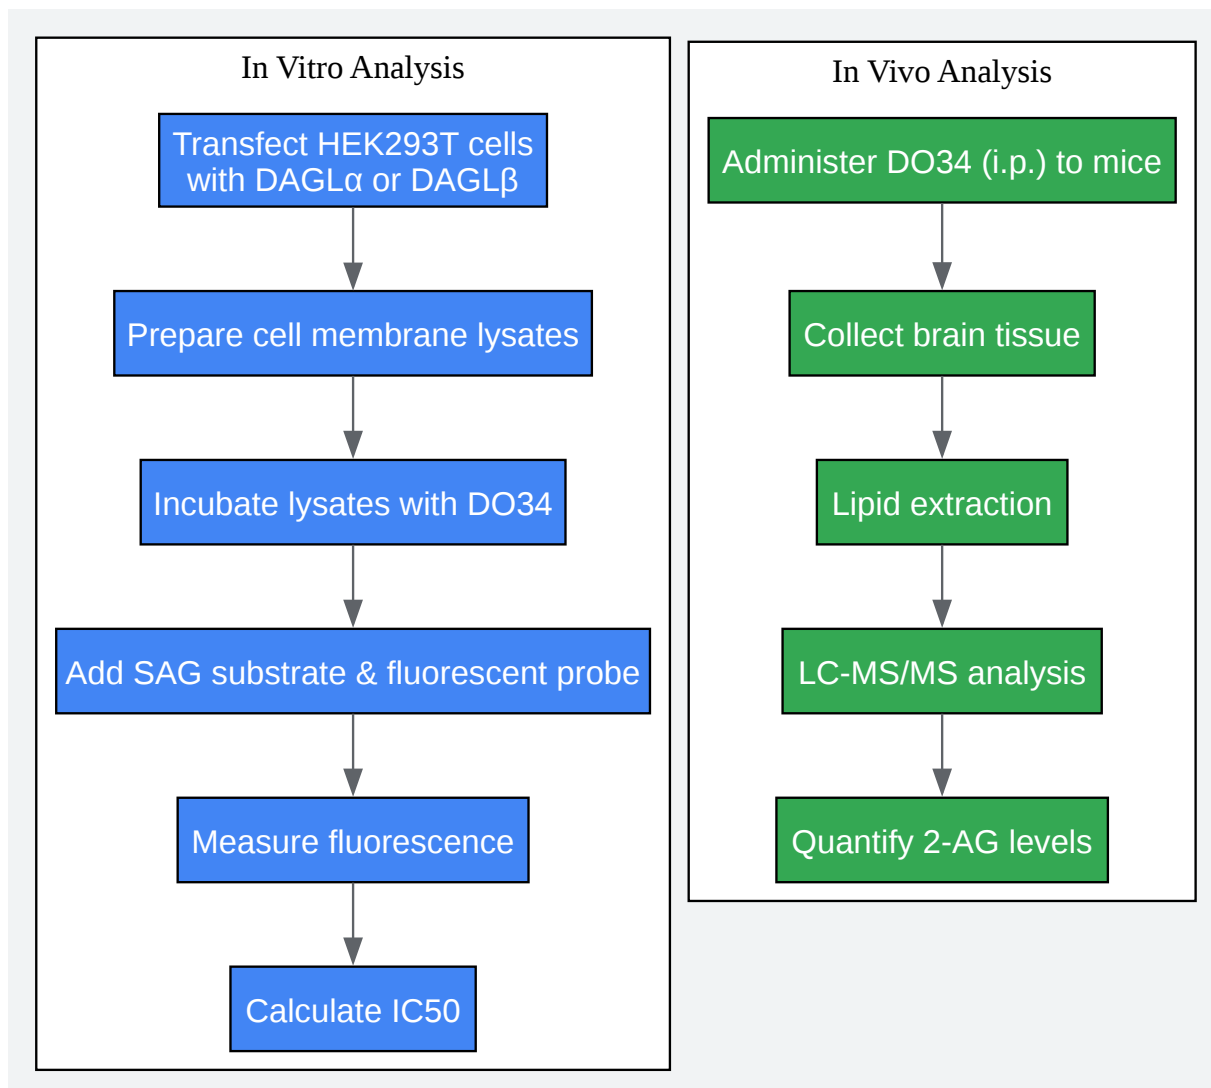 In Vitro Analysis
Transfect HEK293T cells
with DAGLα or DAGLβ
Prepare cell membrane lysates
Incubate lysates with DO34
Add SAG substrate & fluorescent probe
Measure fluorescence
Calculate IC50
In Vivo Analysis
Administer DO34 (i.p.) to mice
Collect brain tissue
Lipid extraction
LC-MS/MS analysis
Quantify 2-AG levels